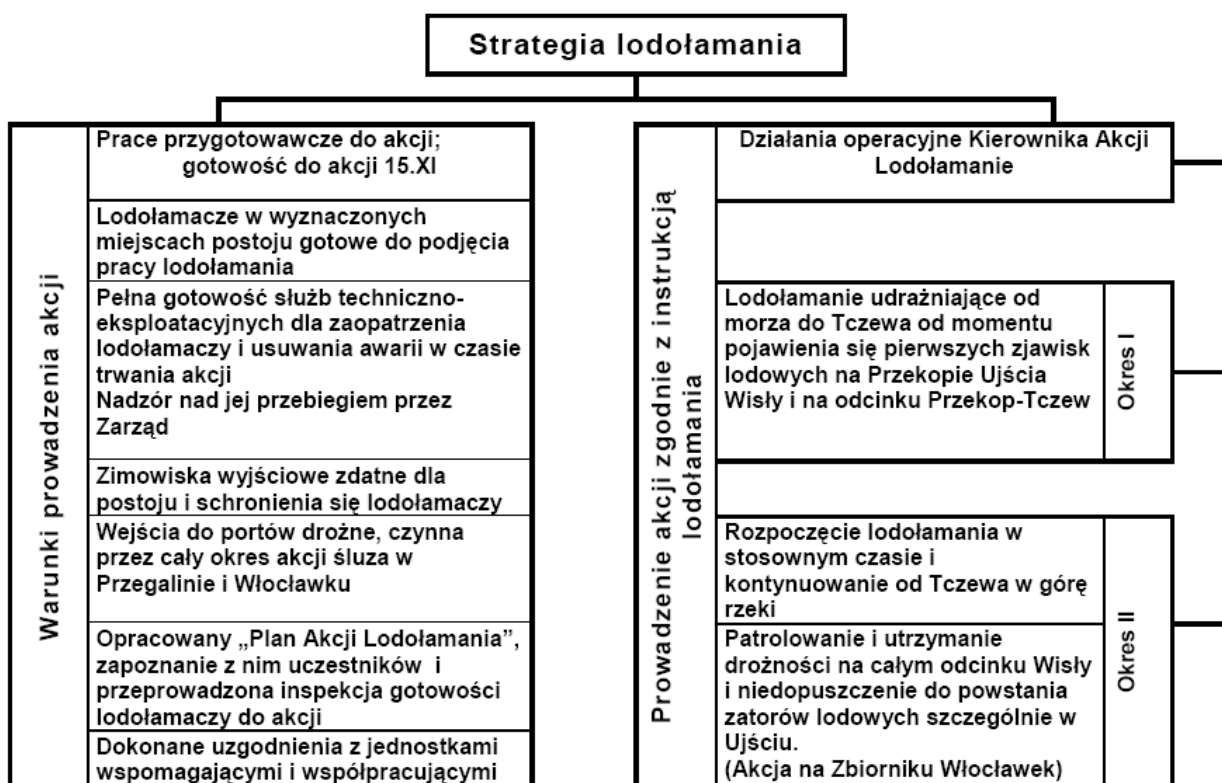 Strategia lodołamania
Warunki prowadzenia akcji
Prace przygotowawcze do akcji;
gotowość do akcji 15.XI
Lodołamacze w wyznaczonych
miejscach postoju gotowe do podjęcia
pracy lodołamania
Pełna gotowość służb techniczno-
eksploatacyjnych dla zaopatrzenia
lodołamaczy i usuwania awarii w czasie
trwania akcji
Nadzór nad jej przebiegiem przez
Zarząd
Zimowiska wyjściowe zdatne dla
postoju i schronienia się lodołamaczy
Wejścia do portów drożne, czynna
przez cały okres akcji śluza w
Przegalinie i Włocławku
Opracowany „Plan Akcji Lodołamania”,
zapoznanie z nim uczestników i
przeprowadzona inspekcja gotowości
lodołamaczy do akcji
Dokonane uzgodnienia z jednostkami
wspomagającymi i współpracującymi
Prowadzenie akcji zgodnie z instrukcją
lodołamania
Działania operacyjne Kierownika Akcji
Lodołamanie
Lodołamanie udrażniające od
morza do Tczewa od momentu
pojawienia się pierwszych zjawisk
lodowych na Przekopie Ujścia
Wisły i na odcinku Przekop-Tczew
Okres I
Rozpoczęcie lodołamania w
stosownym czasie i
kontynuowanie od Tczewa w górę
rzeki
Patrolowanie i utrzymanie
drożności na całym odcinku Wisły
i niedopuszczenie do powstania
zatorów lodowych szczególnie w
Ujściu.
(Akcja na Zbiorniku Włocławek)
Okres II